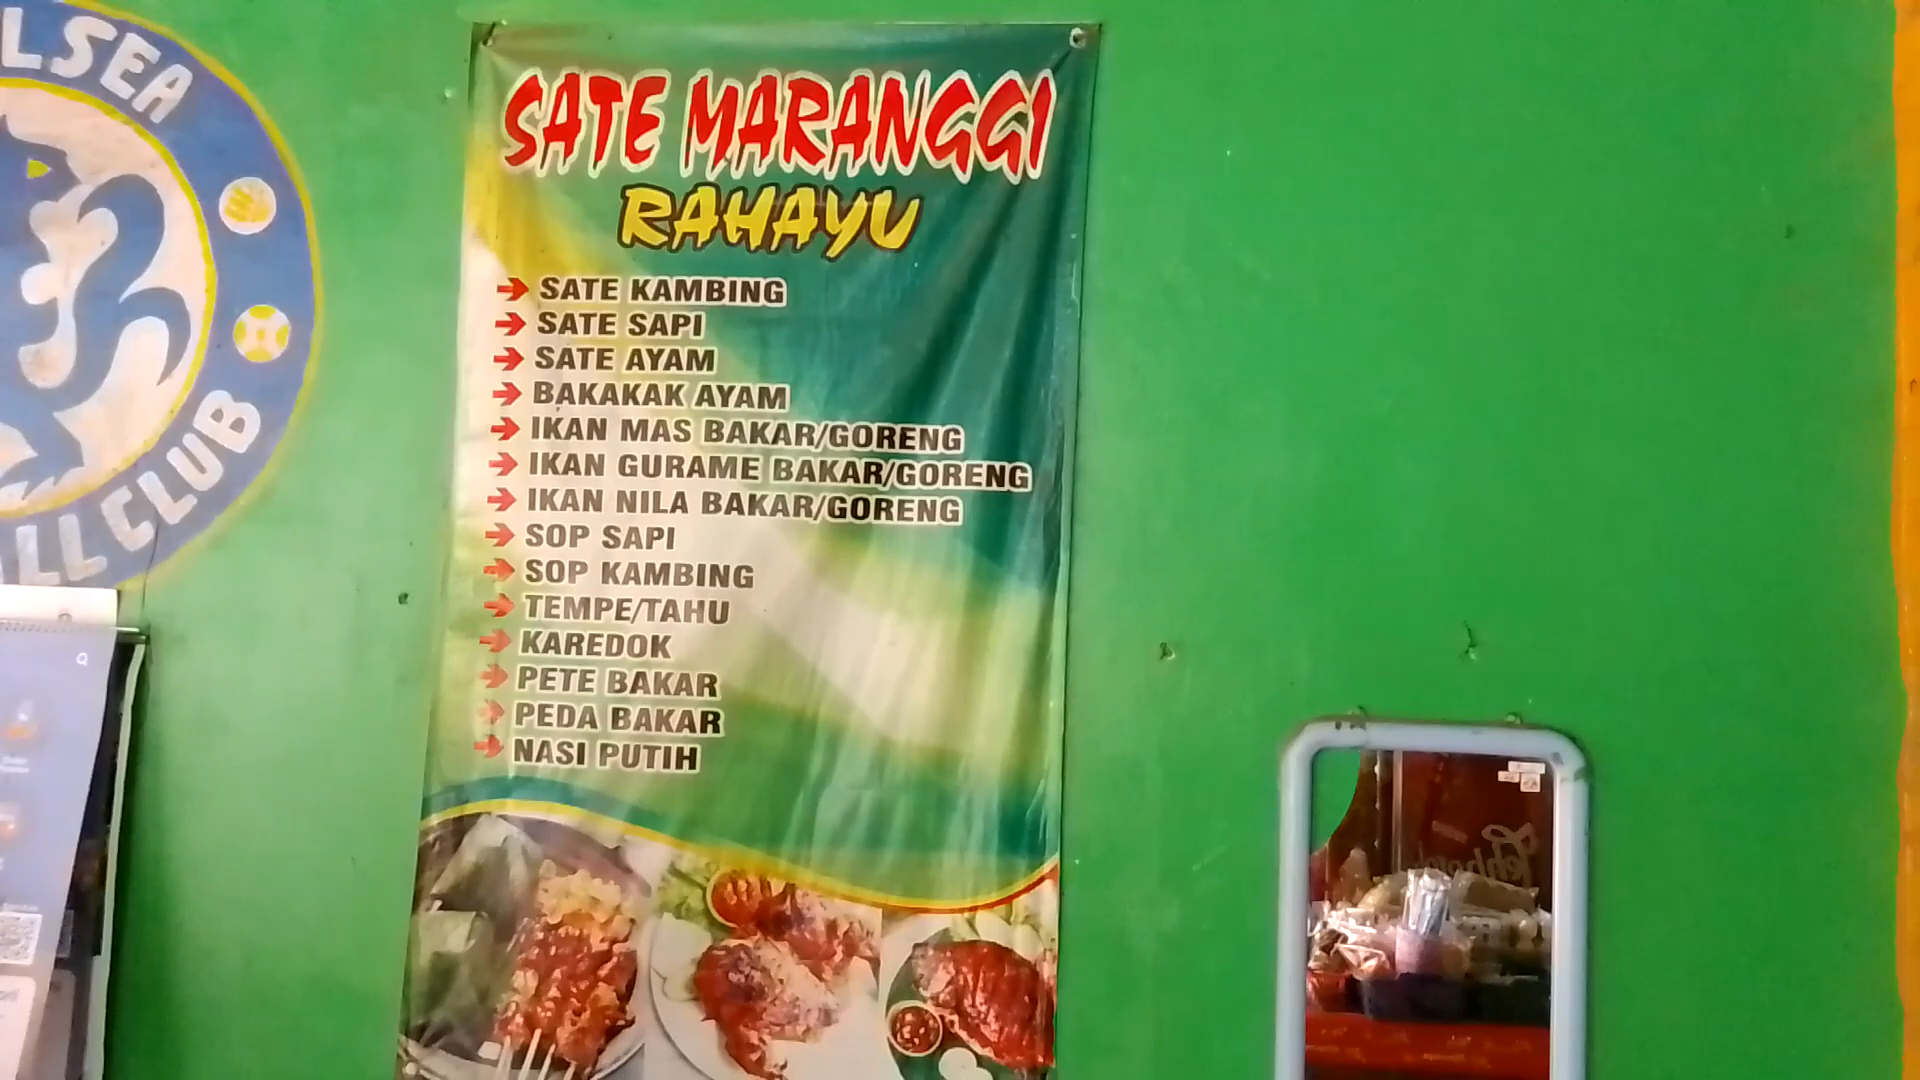 LSEA
LL CLUB
SATE MARANGGI
RAHAYU
SATE KAMBING
SATE SAPI
SATE AYAM
BAKAKAK AYAM
IKAN MAS BAKAR/GORENG
IKAN GURAME BAKAR/GORENG
IKAN NILA BAKAR/GORENG
SOP SAPI
SOP KAMBING
TEMPE/TAHU
KAREDOK
PETE BAKAR
PEDA BAKAR
NASI PUTIH